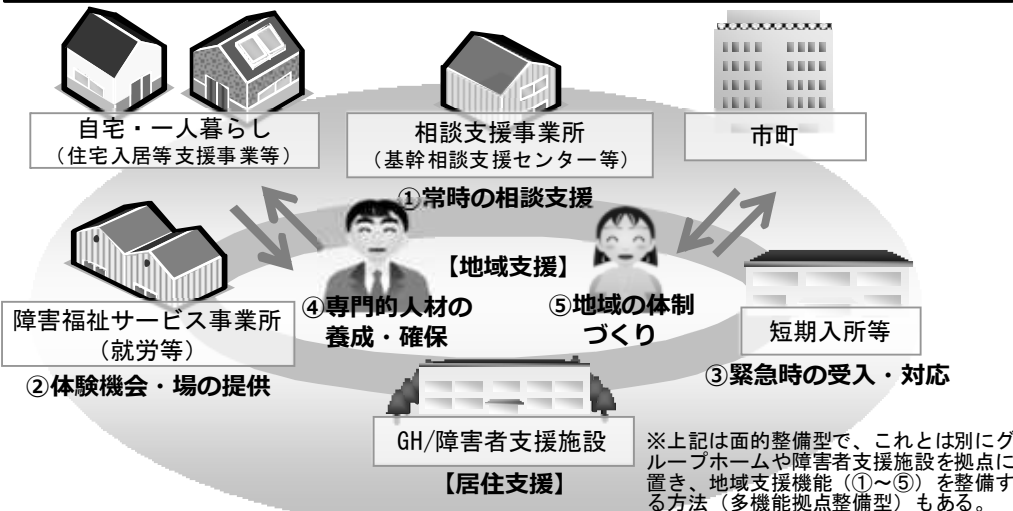 自宅・一人暮らし
（住宅入居等支援事業等）
相談支援事業所
（基幹相談支援センター等）
市町
①常時の相談支援
【地域支援】
障害福祉サービス事業所
（就労等）
②体験機会・場の提供
④専門的人材の
養成・確保
⑤地域の体制
づくり
短期入所等
③緊急時の受入・対応
GH/障害者支援施設
【居住支援】
※上記は面的整備型で、これとは別にグ
ループホームや障害者支援施設を拠点に
置き、地域支援機能（①～⑤）を整備す
る方法（多機能拠点整備型）もある。